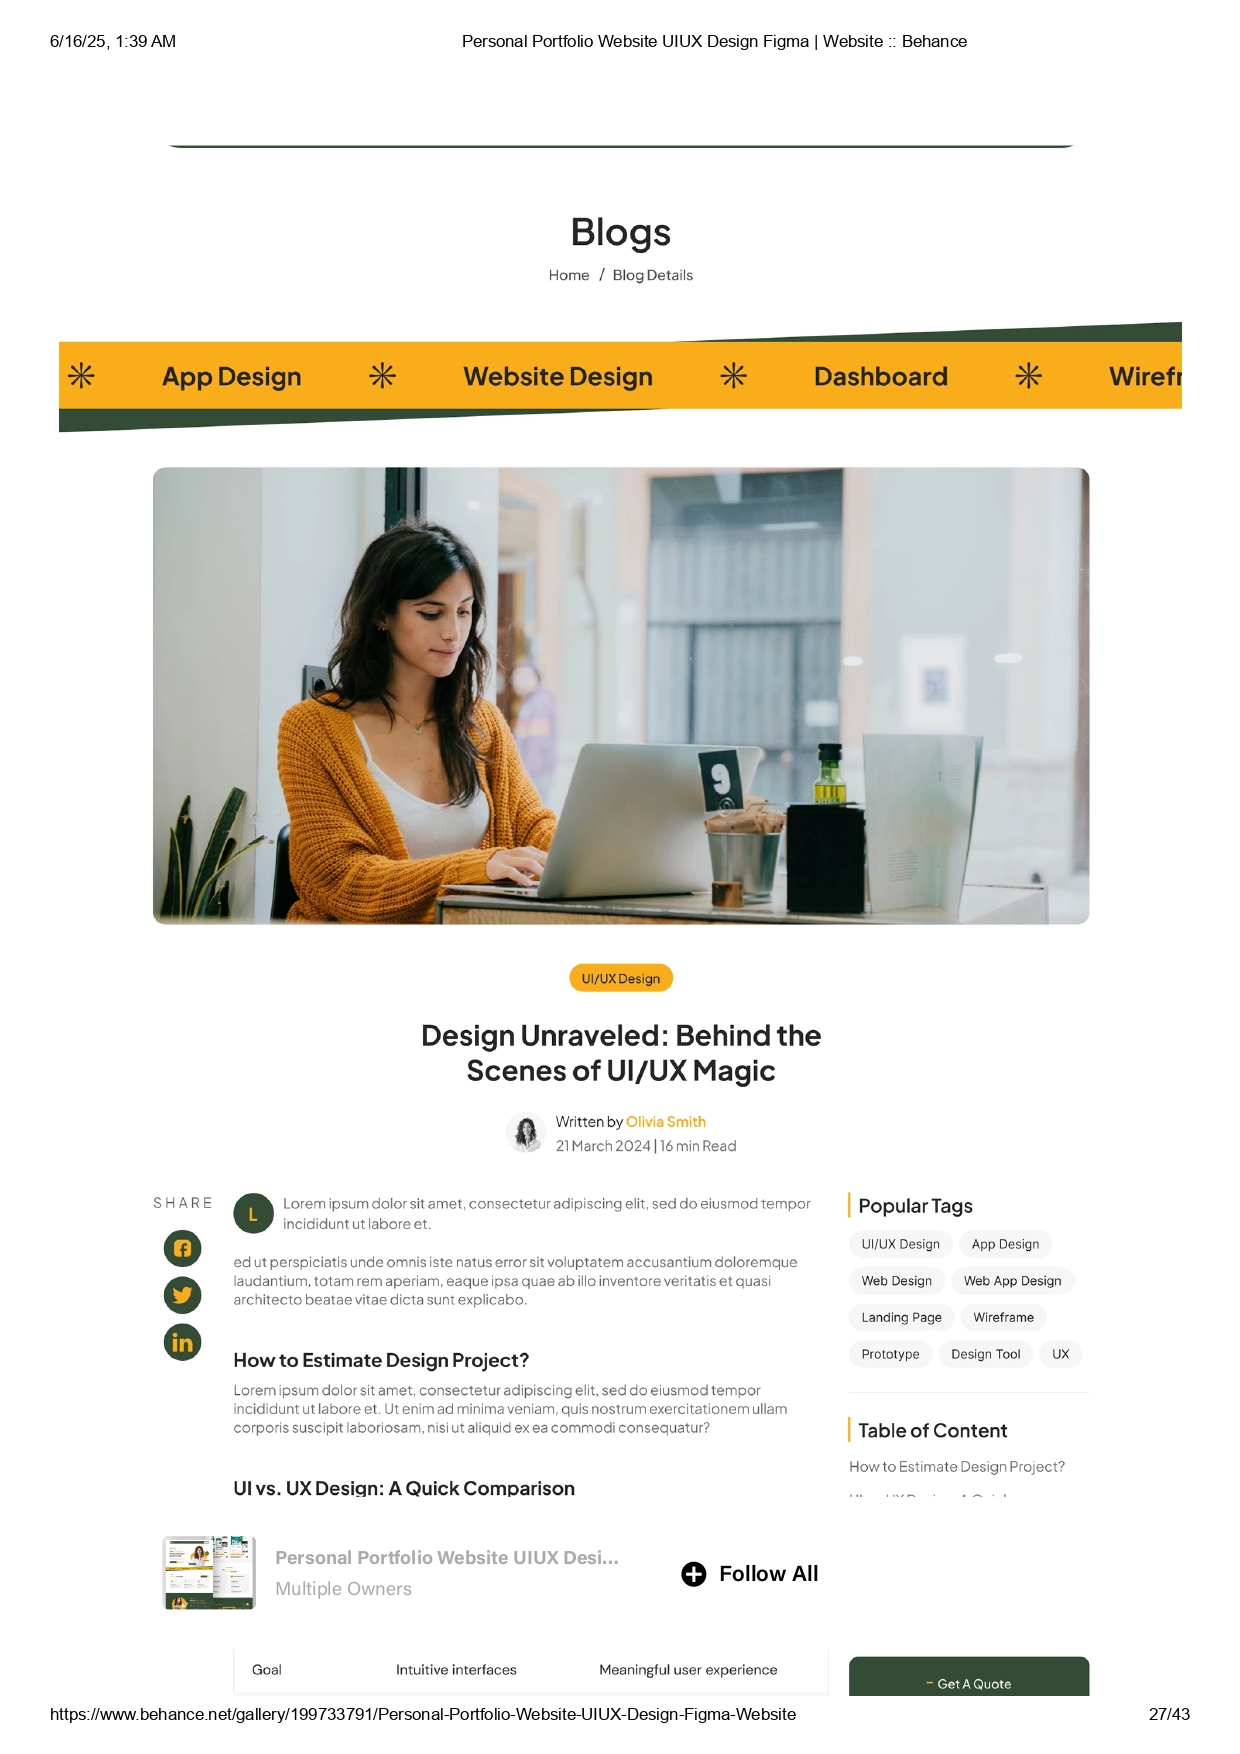 6/16/25, 1:39 AM
Personal Portfolio Website UIUX Design Figma | Website :: Behance
Blogs
Home / Blog Details
App Design
Website Design
Dashboard
Wirefr
9
UI/UX Design
Design Unraveled: Behind the
Scenes of UI/UX Magic
Written by Olivia Smith
21 March 2024 | 16 min Read
SHARE
L
Lorem ipsum dolor sit amet, consectetur adipiscing elit, sed do eiusmod tempor
incididunt ut labore et.
ed ut perspiciatis unde omnis iste natus error sit voluptatem accusantium doloremque
laudantium, totam rem aperiam, eaque ipsa quae ab illo inventore veritatis et quasi
architecto beatae vitae dicta sunt explicabo.
How to Estimate Design Project?
Lorem ipsum dolor sit amet, consectetur adipiscing elit, sed do eiusmod tempor
incididunt ut labore et. Ut enim ad minima veniam, quis nostrum exercitationem ullam
corporis suscipit laboriosam, nisi ut aliquid ex ea commodi consequatur?
UI vs. UX Design: A Quick Comparison
Popular Tags
UI/UX Design
App Design
Web Design
Web App Design
Landing Page
Wireframe
Prototype
Design Tool
UX
Table of Content
How to Estimate Design Project?
Personal Portfolio Website UIUX Desi...
Multiple Owners
Follow All
Goal
Intuitive interfaces
Meaningful user experience
Get A Quote
https://www.behance.net/gallery/199733791/Personal-Portfolio-Website-UIUX-Design-Figma-Website
27/43